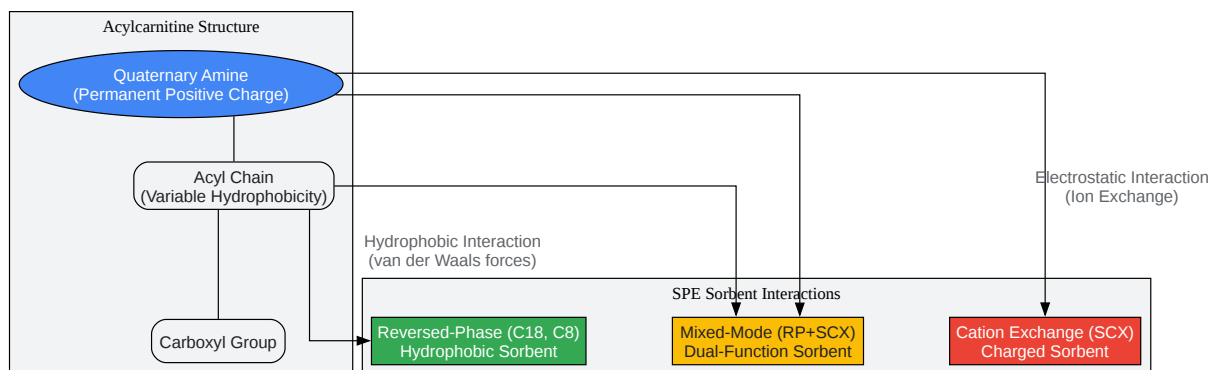 Acylcarnitine Structure
Quaternary Amine
(Permanent Positive Charge)
Acyl Chain
(Variable Hydrophobicity)
Electrostatic Interaction
(Ion Exchange)
Hydrophobic Interaction
(van der Waals forces)
SPE Sorbent Interactions
Carboxyl Group
Reversed-Phase (C18, C8)
Hydrophobic Sorbent
Mixed-Mode (RP+SCX)
Dual-Function Sorbent
Cation Exchange (SCX)
Charged Sorbent